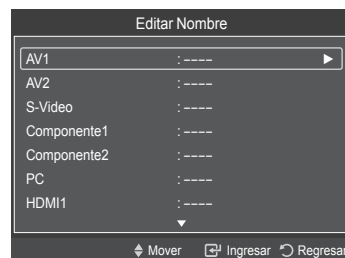 Editar Nombre
AV1 : ---- ►
AV2 : ----
S-Video : ----
Componente1 : ----
Componente2 : ----
PC : ----
HDMI1 : ----
▼
Mover Ingresar Regresar